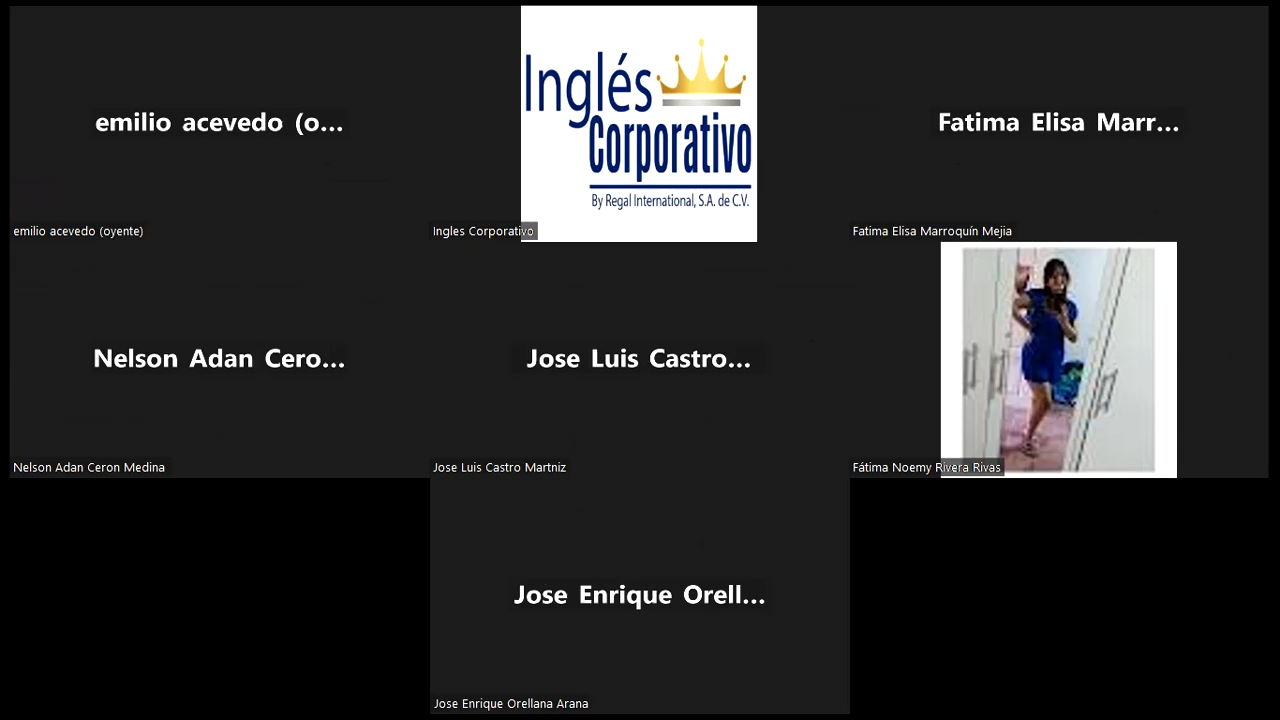 emilio acevedo (o...
emilio acevedo (oyente)
Inglés
Corporativo
By Regal International, S.A. de C.V.
Ingles Corporativo
Fatima Elisa Marr...
Fatima Elisa Marroquín Mejia
Nelson Adan Cero...
Nelson Adan Ceron Medina
Jose Luis Castro...
Jose Luis Castro Martniz
Fátima Noemy Rivera Rivas
Jose Enrique Orell...
Jose Enrique Orellana Arana